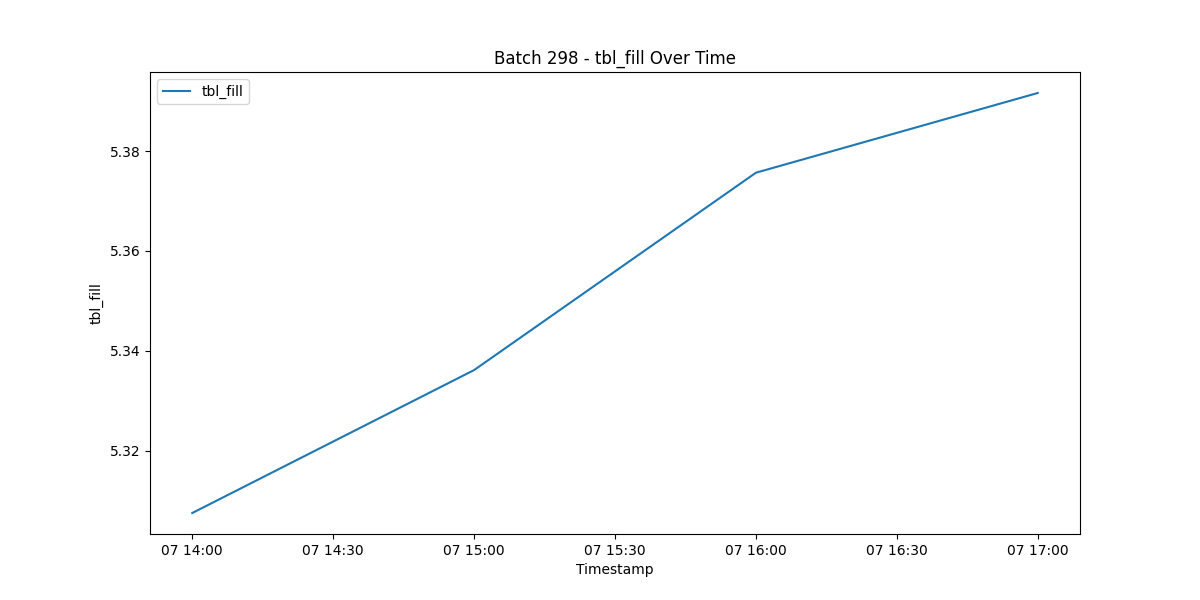 Batch 298 - tbl_fill Over Time
tbl_fill
5.38
5.36
5.34
5.32
tbl_fill
07 14:00 07 14:30 07 15:00 07 15:30 07 16:00 07 16:30 07 17:00
Timestamp